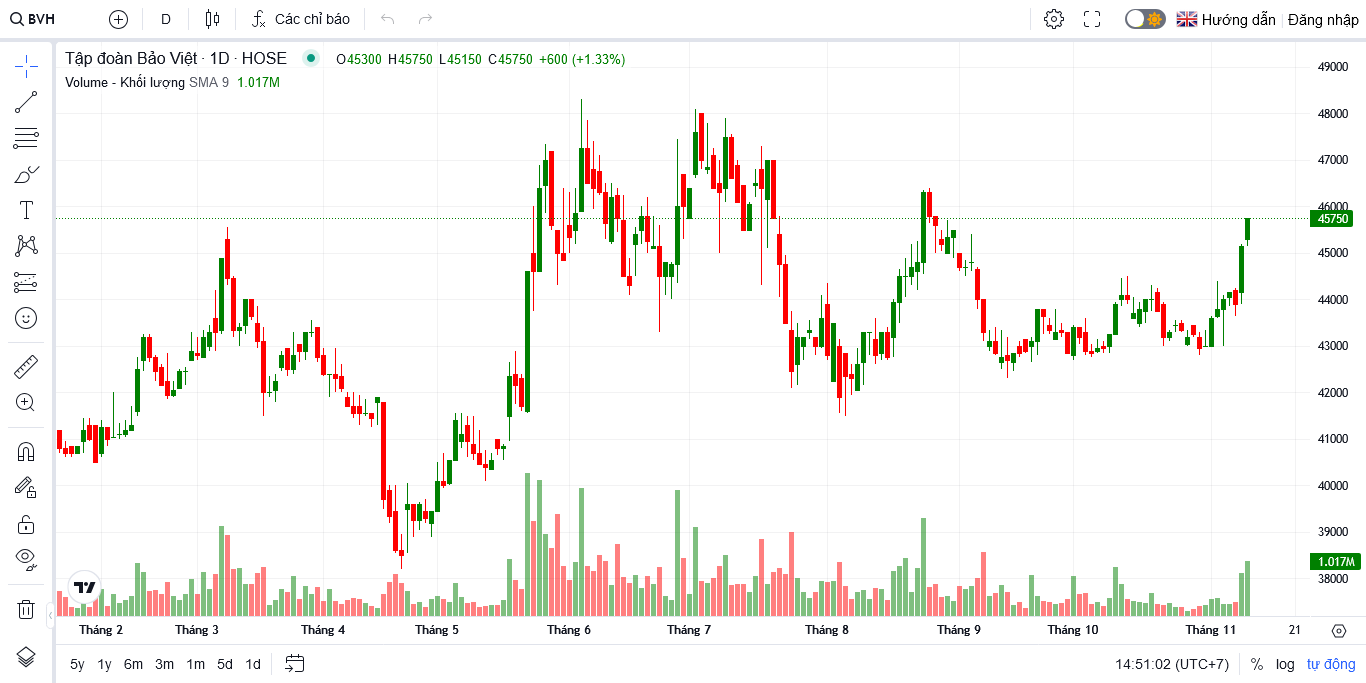 BVH
D
Các chỉ báo
Hướng dẫn
Đăng nhập
Tập đoàn Bảo Việt · 1D · HOSE O45300 H45750 L45150 C45750 +600 (+1.33%)
Volume - Khối lượng SMA 9 1.017M
49000
48000
47000
46000
45750
45000
44000
43000
42000
41000
40000
39000
1.017M
38000
Tháng 2 Tháng 3 Tháng 4 Tháng 5 Tháng 6 Tháng 7 Tháng 8 Tháng 9 Tháng 10 Tháng 11 21
5y 1y 6m 3m 1m 5d 1d 14:51:02 (UTC+7) % log tự động